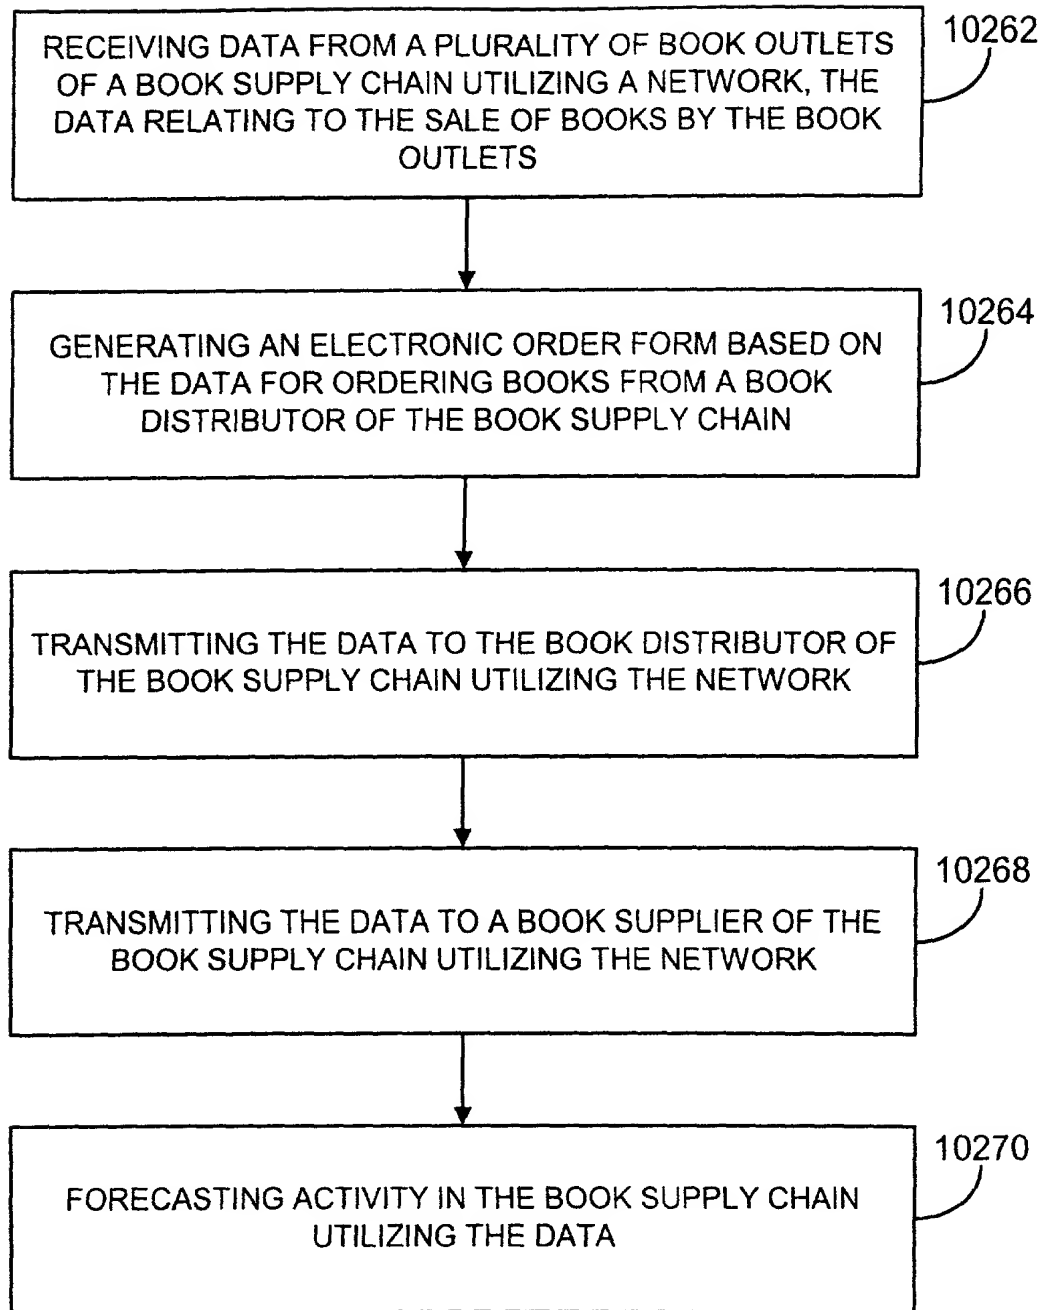 RECEIVING DATA FROM A PLURALITY OF BOOK OUTLETS
OF A BOOK SUPPLY CHAIN UTILIZING A NETWORK, THE
DATA RELATING TO THE SALE OF BOOKS BY THE BOOK
OUTLETS
10262
GENERATING AN ELECTRONIC ORDER FORM BASED ON
THE DATA FOR ORDERING BOOKS FROM A BOOK
DISTRIBUTOR OF THE BOOK SUPPLY CHAIN
10264
TRANSMITTING THE DATA TO THE BOOK DISTRIBUTOR OF
THE BOOK SUPPLY CHAIN UTILIZING THE NETWORK
10266
TRANSMITTING THE DATA TO A BOOK SUPPLIER OF THE
BOOK SUPPLY CHAIN UTILIZING THE NETWORK
10268
FORECASTING ACTIVITY IN THE BOOK SUPPLY CHAIN
UTILIZING THE DATA
10270